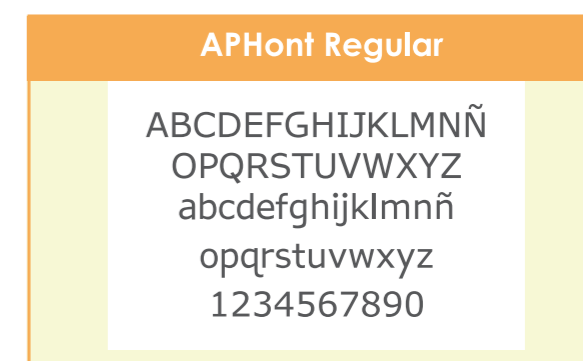 APHont Regular
ABCDEFGHIJKLMNÑ
OPQRSTUVWXYZ
abcdefghijklmnñ
opqrstuvwxyz
1234567890